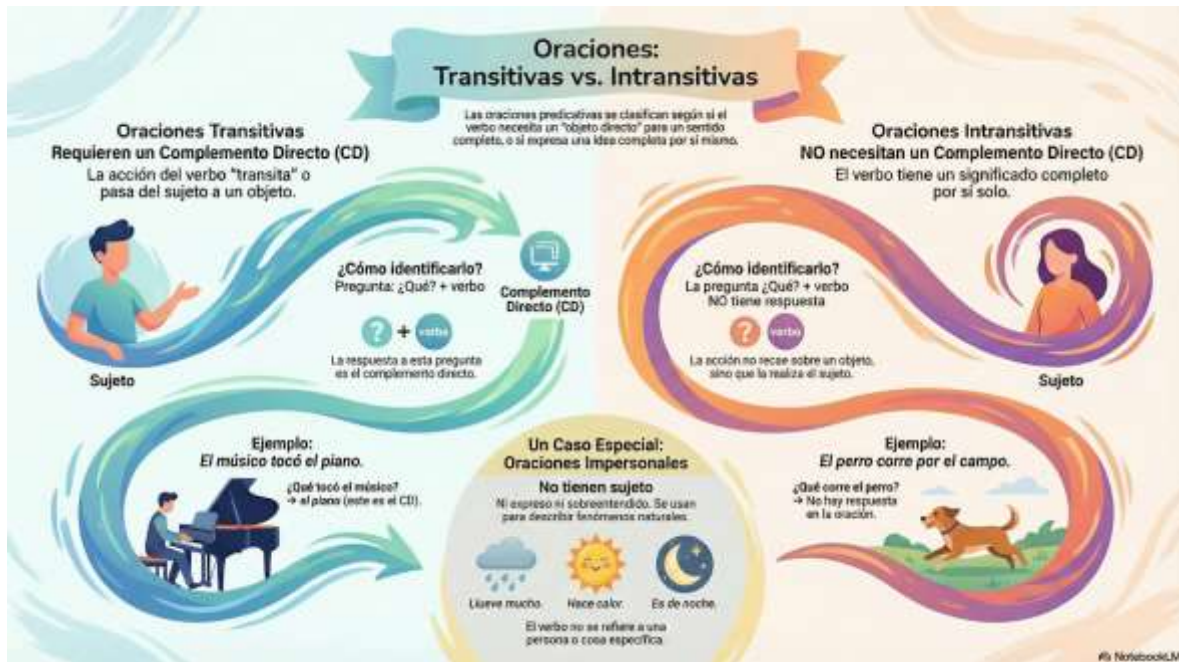 Oraciones:
Transitivas vs. Intransitivas
Las oraciones predicativas se clasifican según si el
verbo necesita un "objeto directo" para un sentido
completo, o si expresa una idea completa por sí mismo.
Oraciones Transitivas
Requieren un Complemento Directo (CD)
La acción del verbo "transita" o
pasa del sujeto a un objeto.
¿Cómo identificarlo?
Pregunta: ¿Qué? + verbo
? + verbo
La respuesta a esta pregunta
es el complemento directo.
Complemento
Directo (CD)
Sujeto
Ejemplo:
El músico tocó el piano.
¿Qué tocó el músico?
→ el piano (este es el CD).
Un Caso Especial:
Oraciones Impersonales
No tienen sujeto
Ni expreso ni sobreentendido. Se usan
para describir fenómenos naturales.
Llueve mucho.
Hace calor.
Es de noche.
El verbo no se refiere a una
persona o cosa específica.
Oraciones Intransitivas
NO necesitan un Complemento Directo (CD)
El verbo tiene un significado completo
por sí solo.
¿Cómo identificarlo?
La pregunta ¿Qué? + verbo
NO tiene respuesta
? verbo
La acción no recae sobre un objeto,
sino que la realiza el sujeto.
Sujeto
Ejemplo:
El perro corre por el campo.
¿Qué corre el perro?
→ No hay respuesta
en la oración.
NotebookLM